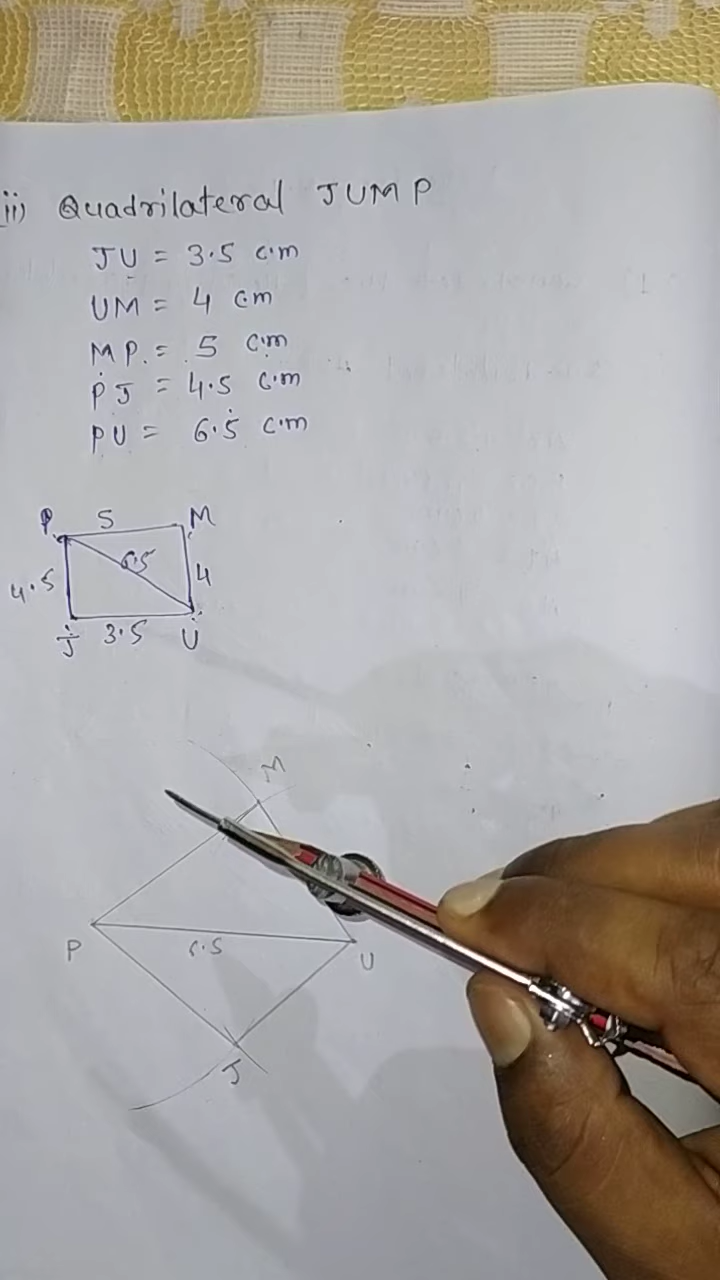 ii) Quadrilateral JUMP
JU = 3.5 cm
UM = 4 cm
MP = 5 cm
PJ = 4.5 cm
PU = 6.5 cm
P 5 M
6.5
4.5 4
J 3.5 U
M
P 6.5 U
J